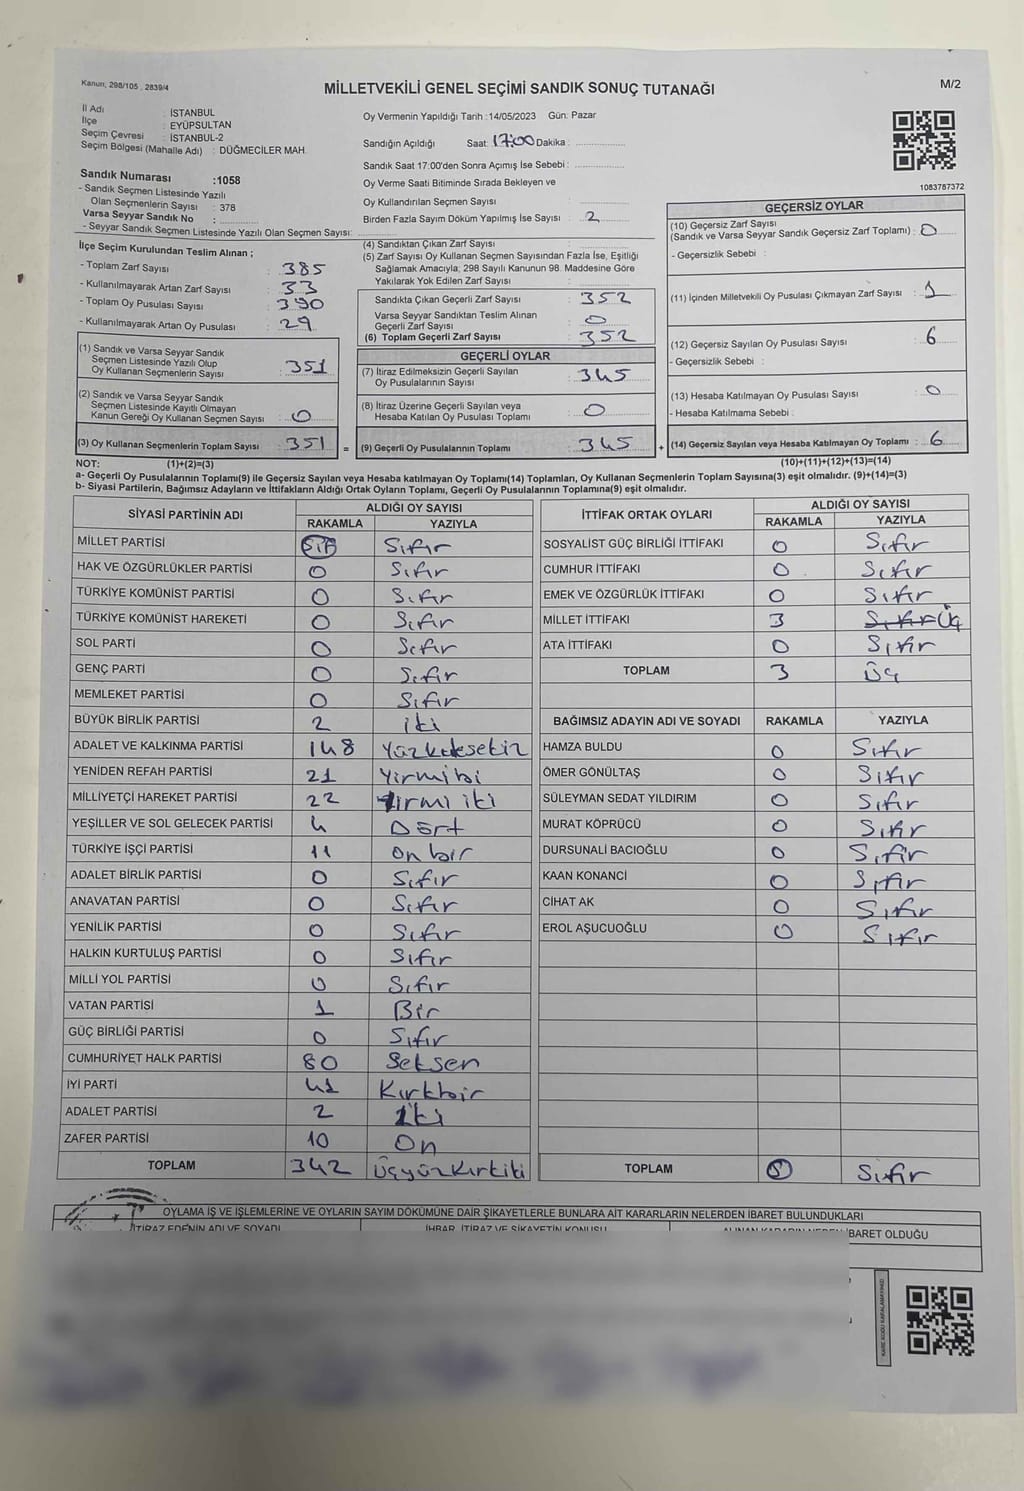 Kanun, 298/105, 2839/4
MİLLETVEKİLİ GENEL SEÇİMİ SANDIK SONUÇ TUTANAĞI
M/2
İl Adı : İSTANBUL
İlçe : EYÜPSULTAN
Seçim Çevresi : İSTANBUL-2
Seçim Bölgesi (Mahalle Adı) : DÜĞMECİLER MAH.
Sandık Numarası :1058
- Sandık Seçmen Listesinde Yazılı
Olan Seçmenlerin Sayısı : 378
Varsa Seyyar Sandık No :
- Seyyar Sandık Seçmen Listesinde Yazılı Olan Seçmen Sayısı:
Oy Vermenin Yapıldığı Tarih :14/05/2023 Gün: Pazar
Sandığın Açıldığı Saat: 17:00 Dakika :
Sandık Saat 17:00'den Sonra Açımış İse Sebebi :
Oy Verme Saati Bitiminde Sırada Bekleyen ve
Oy Kullandırılan Seçmen Sayısı :
Birden Fazla Sayım Döküm Yapılmış İse Sayısı : 2
1083787372
İlçe Seçim Kurulundan Teslim Alınan ;
- Toplam Zarf Sayısı : 385
- Kullanılmayarak Artan Zarf Sayısı : 33
- Toplam Oy Pusulası Sayısı : 390
- Kullanılmayarak Artan Oy Pusulası : 29
(1) Sandık ve Varsa Seyyar Sandık
Seçmen Listesinde Yazılı Olup
Oy Kullanan Seçmenlerin Sayısı : 351
(2) Sandık ve Varsa Seyyar Sandık
Seçmen Listesinde Kayıtlı Olmayan
Kanun Gereği Oy Kullanan Seçmen Sayısı : 0
(3) Oy Kullanan Seçmenlerin Toplam Sayısı : 351 =
(4) Sandıktan Çıkan Zarf Sayısı :
(5) Zarf Sayısı Oy Kullanan Seçmen Sayısından Fazla İse, Eşitliği
Sağlamak Amacıyla; 298 Sayılı Kanunun 98. Maddesine Göre
Yakılarak Yok Edilen Zarf Sayısı :
Sandıkta Çıkan Geçerli Zarf Sayısı : 352
Varsa Seyyar Sandıktan Teslim Alınan
Geçerli Zarf Sayısı : 0
(6) Toplam Geçerli Zarf Sayısı : 352
GEÇERLİ OYLAR
(7) İtiraz Edilmeksizin Geçerli Sayılan
Oy Pusulalarının Sayısı : 345
(8) İtiraz Üzerine Geçerli Sayılan veya
Hesaba Katılan Oy Pusulası Toplamı : 0
(9) Geçerli Oy Pusulalarının Toplamı : 345 +
GEÇERSİZ OYLAR
(10) Geçersiz Zarf Sayısı
(Sandık ve Varsa Seyyar Sandık Geçersiz Zarf Toplamı) : 0
- Geçersizlik Sebebi :
(11) İçinden Milletvekili Oy Pusulası Çıkmayan Zarf Sayısı : 1
(12) Geçersiz Sayılan Oy Pusulası Sayısı : 6
- Geçersizlik Sebebi :
(13) Hesaba Katılmayan Oy Pusulası Sayısı : 0
- Hesaba Katılmama Sebebi :
(14) Geçersiz Sayılan veya Hesaba Katılmayan Oy Toplamı : 6
NOT: (1)+(2)=(3)
(10)+(11)+(12)+(13)=(14)
a- Geçerli Oy Pusulasının Toplamı(9) ile Geçersiz Sayılan veya Hesaba katılmayan Oy Toplamı(14) Toplamları, Oy Kullanan Seçmenlerin Toplam Sayısına(3) eşit olmalıdır. (9)+(14)=(3)
b- Siyasi Partilerin, Bağımsız Adayların ve İttifakların Aldığı Ortak Oyların Toplamı, Geçerli Oy Pusulasının Toplamına(9) eşit olmalıdır.
SİYASİ PARTİNİN ADI
ALDIĞI OY SAYISI
RAKAMLA YAZIYLA
MİLLET PARTİSİ Sıfır
HAK VE ÖZGÜRLÜKLER PARTİSİ 0 Sıfır
TÜRKİYE KOMÜNİST PARTİSİ 0 Sıfır
TÜRKİYE KOMÜNİST HAREKETİ 0 Sıfır
SOL PARTİ 0 Sıfır
GENÇ PARTİ 0 Sıfır
MEMLEKET PARTİSİ 0 Sıfır
BÜYÜK BİRLİK PARTİSİ 2 iki
ADALET VE KALKINMA PARTİSİ 148 Yüzkırksekiz
YENİDEN REFAH PARTİSİ 21 Yirmibi
MİLLİYETÇİ HAREKET PARTİSİ 22 Yirmi iki
YEŞİLLER VE SOL GELECEK PARTİSİ 4 Dört
TÜRKİYE İŞÇİ PARTİSİ 11 on bir
ADALET BİRLİK PARTİSİ 0 Sıfır
ANAVATAN PARTİSİ 0 Sıfır
YENİLİK PARTİSİ 0 Sıfır
HALKIN KURTULUŞ PARTİSİ 0 Sıfır
MİLLİ YOL PARTİSİ 0 Sıfır
VATAN PARTİSİ 1 Bir
GÜÇ BİRLİĞİ PARTİSİ 0 Sıfır
CUMHURİYET HALK PARTİSİ 80 Seksen
İYİ PARTİ 41 Kırkbir
ADALET PARTİSİ 2 İki
ZAFER PARTİSİ 10 On
TOPLAM 342 Üçyüzkırkiki
İTTİFAK ORTAK OYLARI
ALDIĞI OY SAYISI
RAKAMLA YAZIYLA
SOSYALİST GÜÇ BİRLİĞİ İTTİFAKI 0 Sıfır
CUMHUR İTTİFAKI 0 Sıfır
EMEK VE ÖZGÜRLÜK İTTİFAKI 0 Sıfır
MİLLET İTTİFAKI 3 Sıfır Üç
ATA İTTİFAKI 0 Sıfır
TOPLAM 3 Üç
BAĞIMSIZ ADAYIN ADI VE SOYADI RAKAMLA YAZIYLA
HAMZA BULDU 0 Sıfır
ÖMER GÖNÜLTAŞ 0 Sıfır
SÜLEYMAN SEDAT YILDIRIM 0 Sıfır
MURAT KÖPRÜCÜ 0 Sıfır
DURSUNALİ BACIOĞLU 0 Sıfır
KAAN KONANCİ 0 Sıfır
CİHAT AK 0 Sıfır
EROL AŞUCUOĞLU 0 Sıfır
TOPLAM Sıfır
OYLAMA İŞ VE İŞLEMLERİNE VE OYLARIN SAYIM DÖKÜMÜNE DAİR ŞİKAYETLERLE BUNLARA AİT KARARLARIN NELERDEN İBARET BULUNDUKLARI
İTİRAZ EDENİN ADI VE SOYADI
İHBAR, İTİRAZ VE ŞİKAYETİN KONUSU
ALINAN KARARIN NEDEN İBARET OLDUĞU
KARE KODU KARALAMAYINIZ!